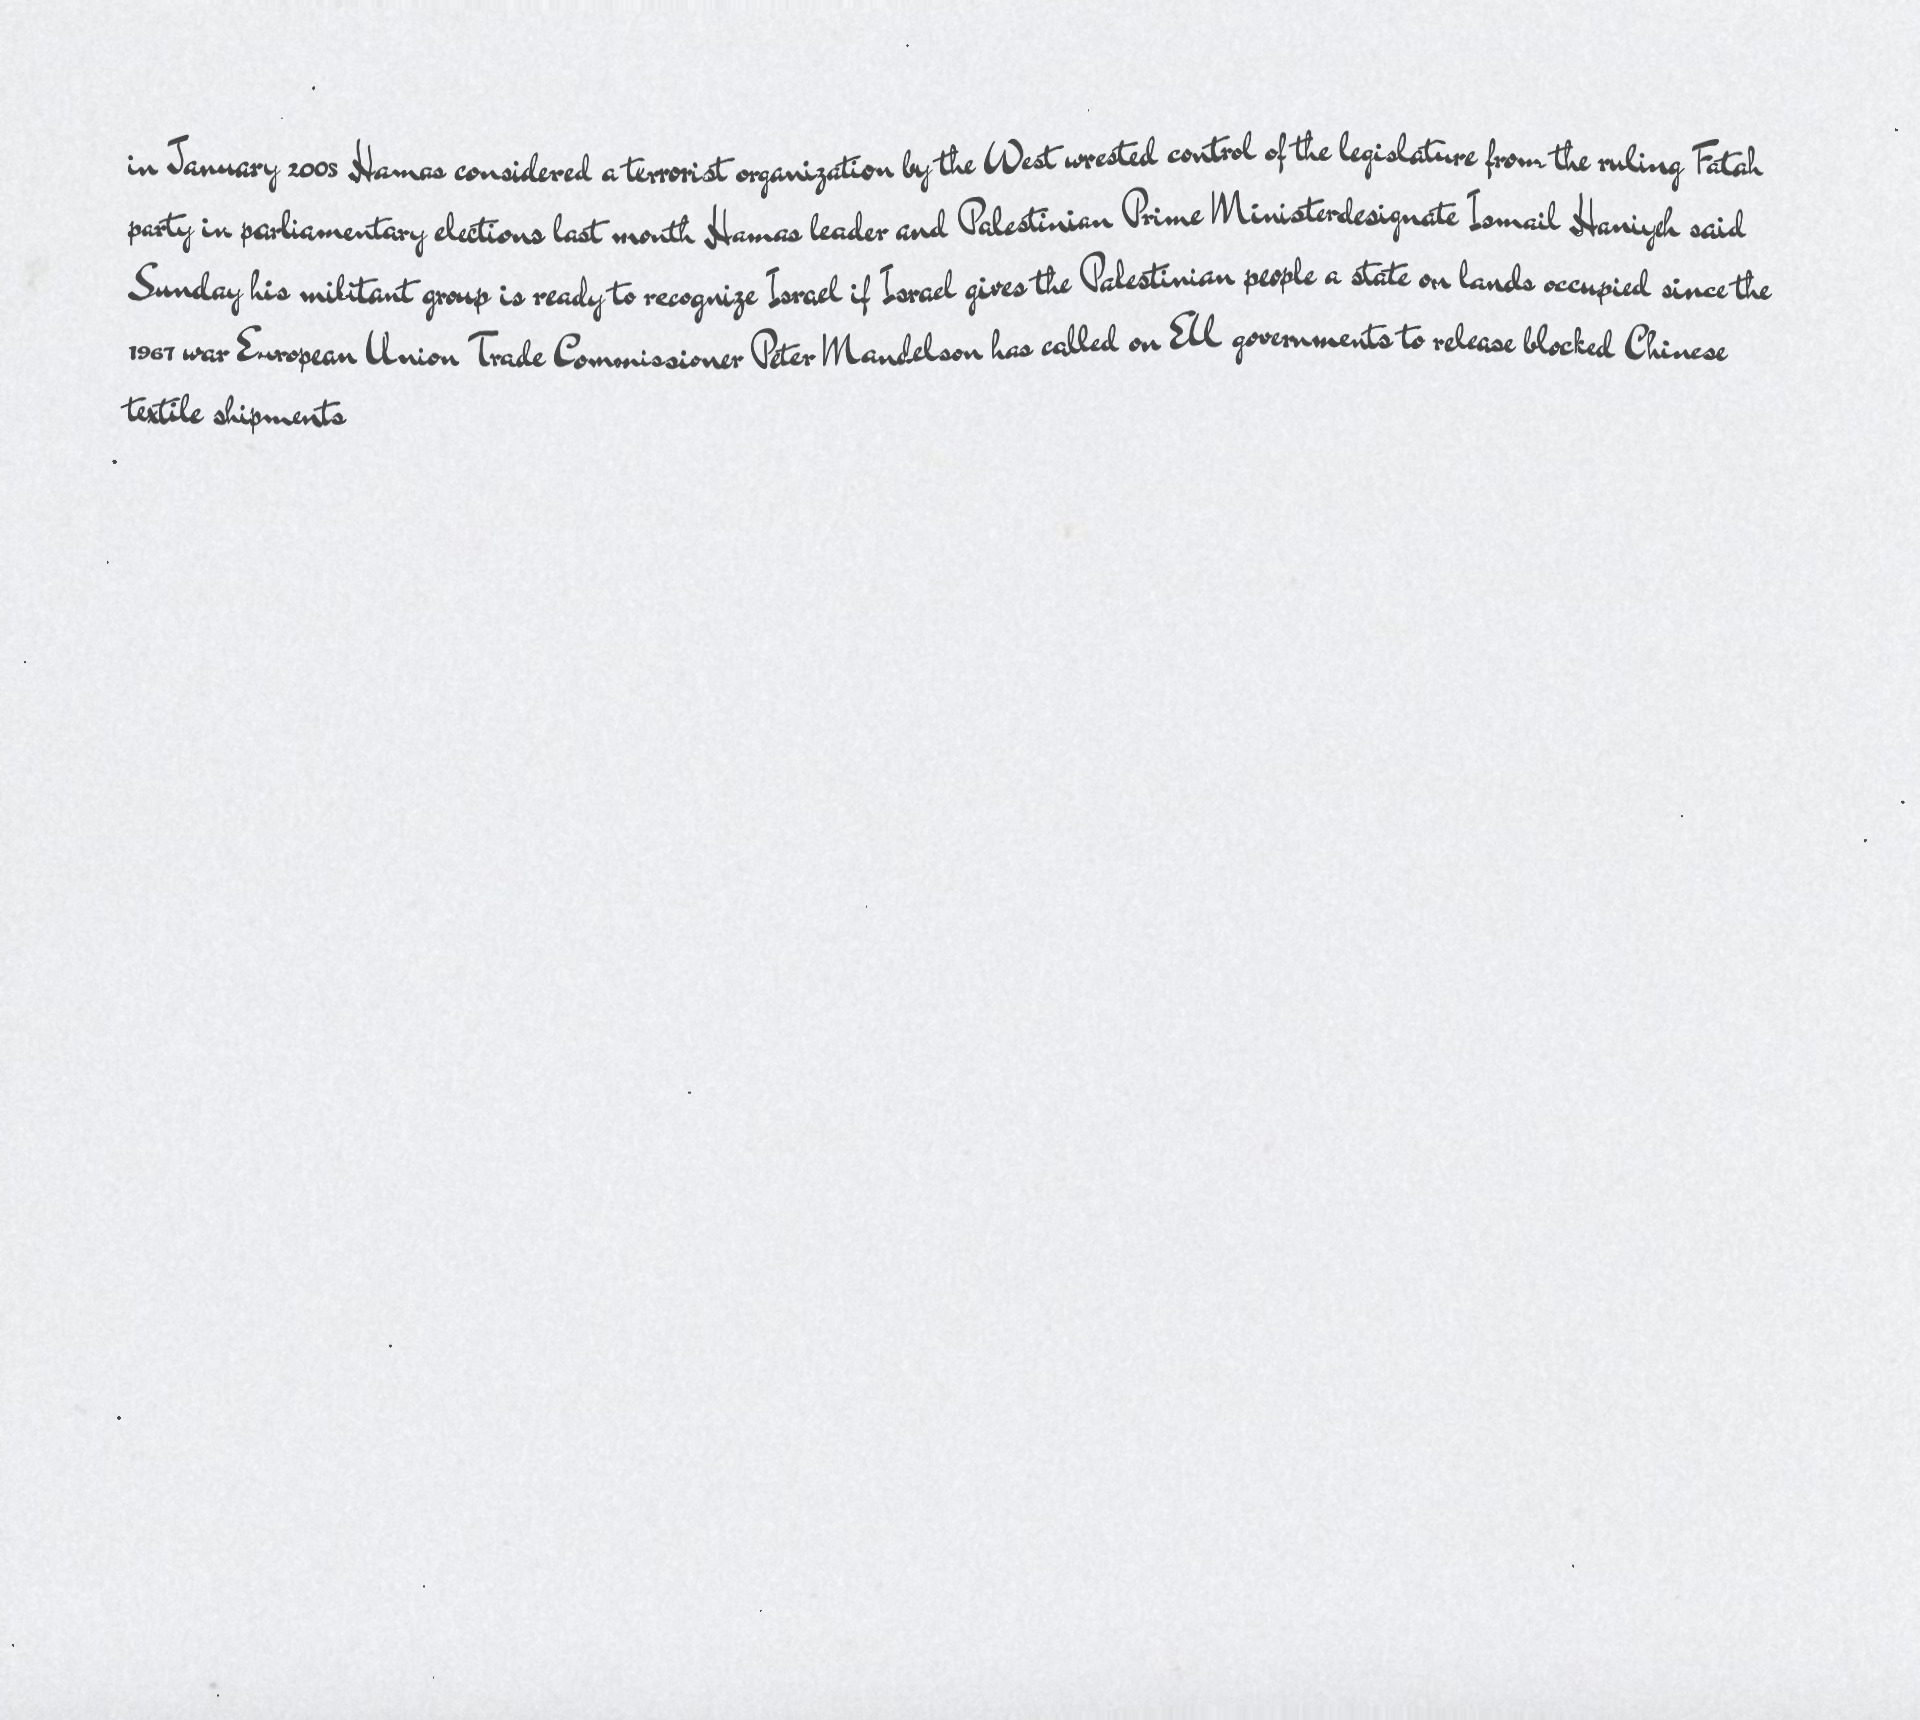 in January 2005 Hamas considered a terrorist organization by the West wrested control of the legislature from the ruling Fatah
party in parliamentary elections last month Hamas leader and Palestinian Prime Ministerdesignate Ismail Haniyeh said
Sunday his militant group is ready to recognize Israel if Israel gives the Palestinian people a state on lands occupied since the
1967 war European Union Trade Commissioner Peter Mandelson has called on EU governments to release blocked Chinese
textile shipments